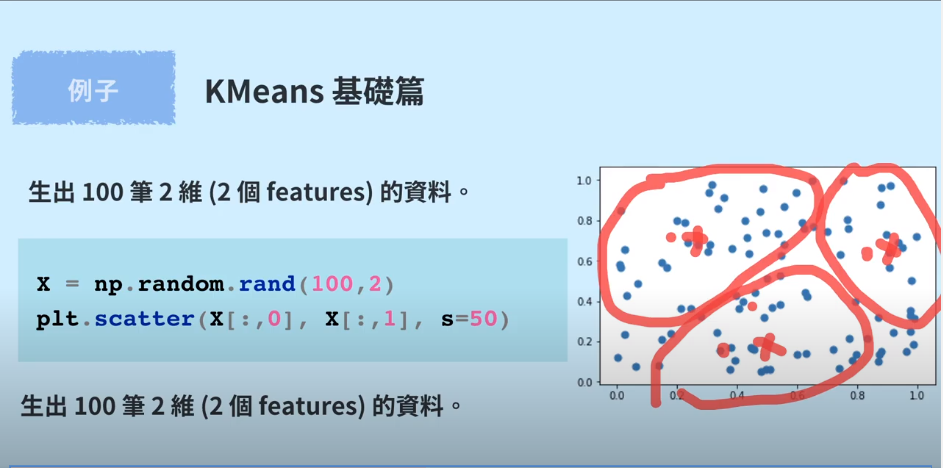 例子
KMeans 基礎篇
生出 100 筆 2 維 (2 個 features) 的資料。
X = np.random.rand(100,2)
plt.scatter(X[:,0], X[:,1], s=50)
生出 100 筆 2 維 (2 個 features) 的資料。
1.0
0.8
0.6
0.4
0.2
0.0
0.0 0.2 0.4 0.6 0.8 1.0